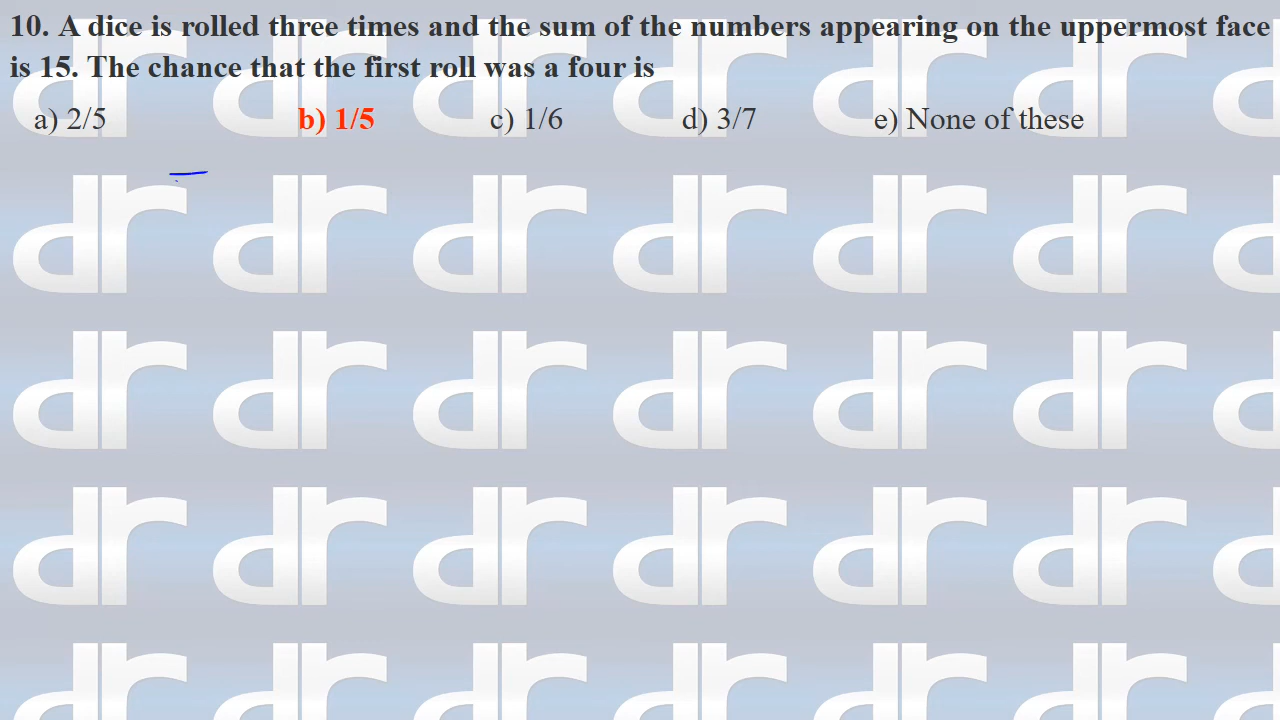 10. A dice is rolled three times and the sum of the numbers appearing on the uppermost face
is 15. The chance that the first roll was a four is
a) 2/5 b) 1/5 c) 1/6 d) 3/7 e) None of these